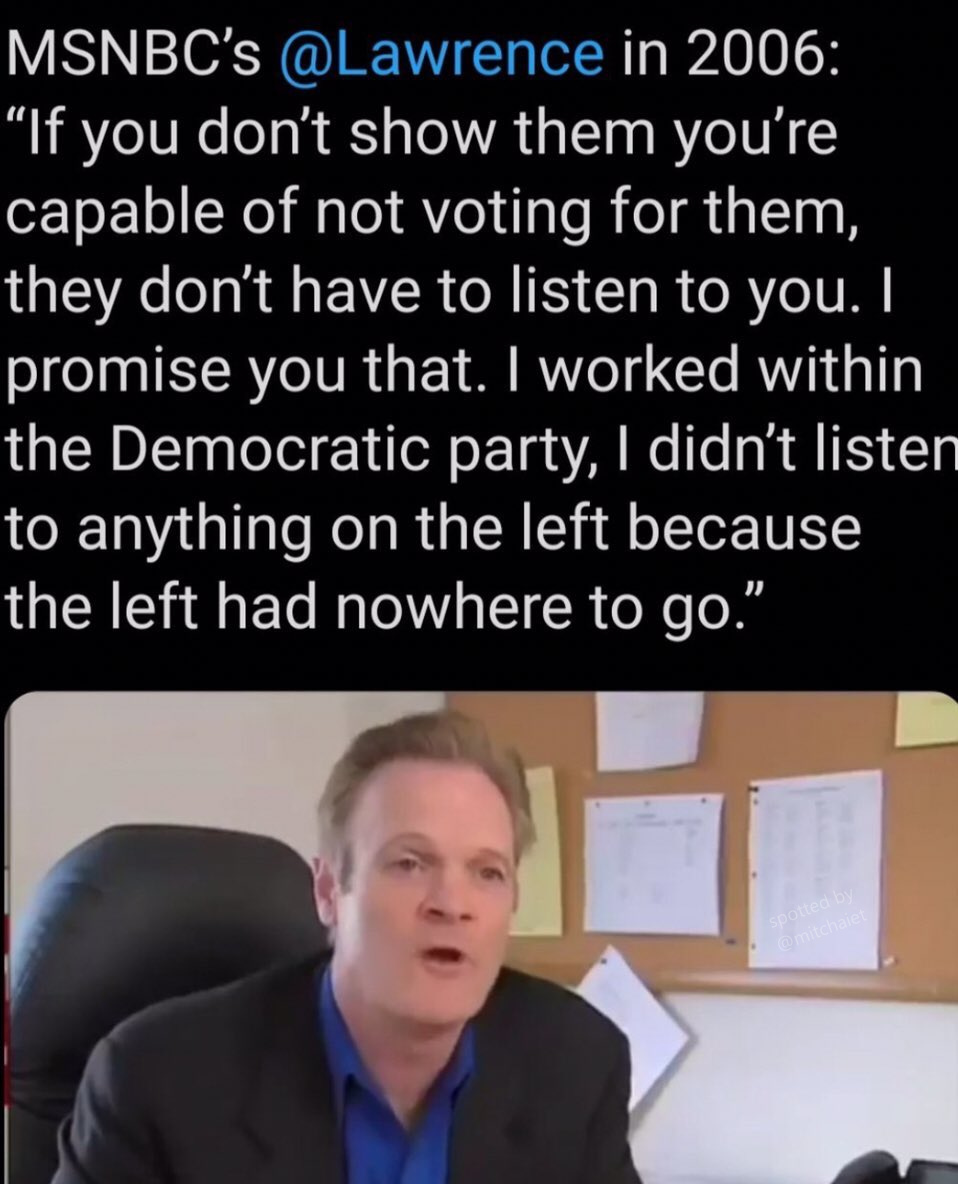 MSNBC’s @Lawrence in 2006:
“If you don’t show them you’re
capable of not voting for them,
they don’t have to listen to you. I
promise you that. I worked within
the Democratic party, I didn’t listen
to anything on the left because
the left had nowhere to go.”
spotted by
@mitchaiet